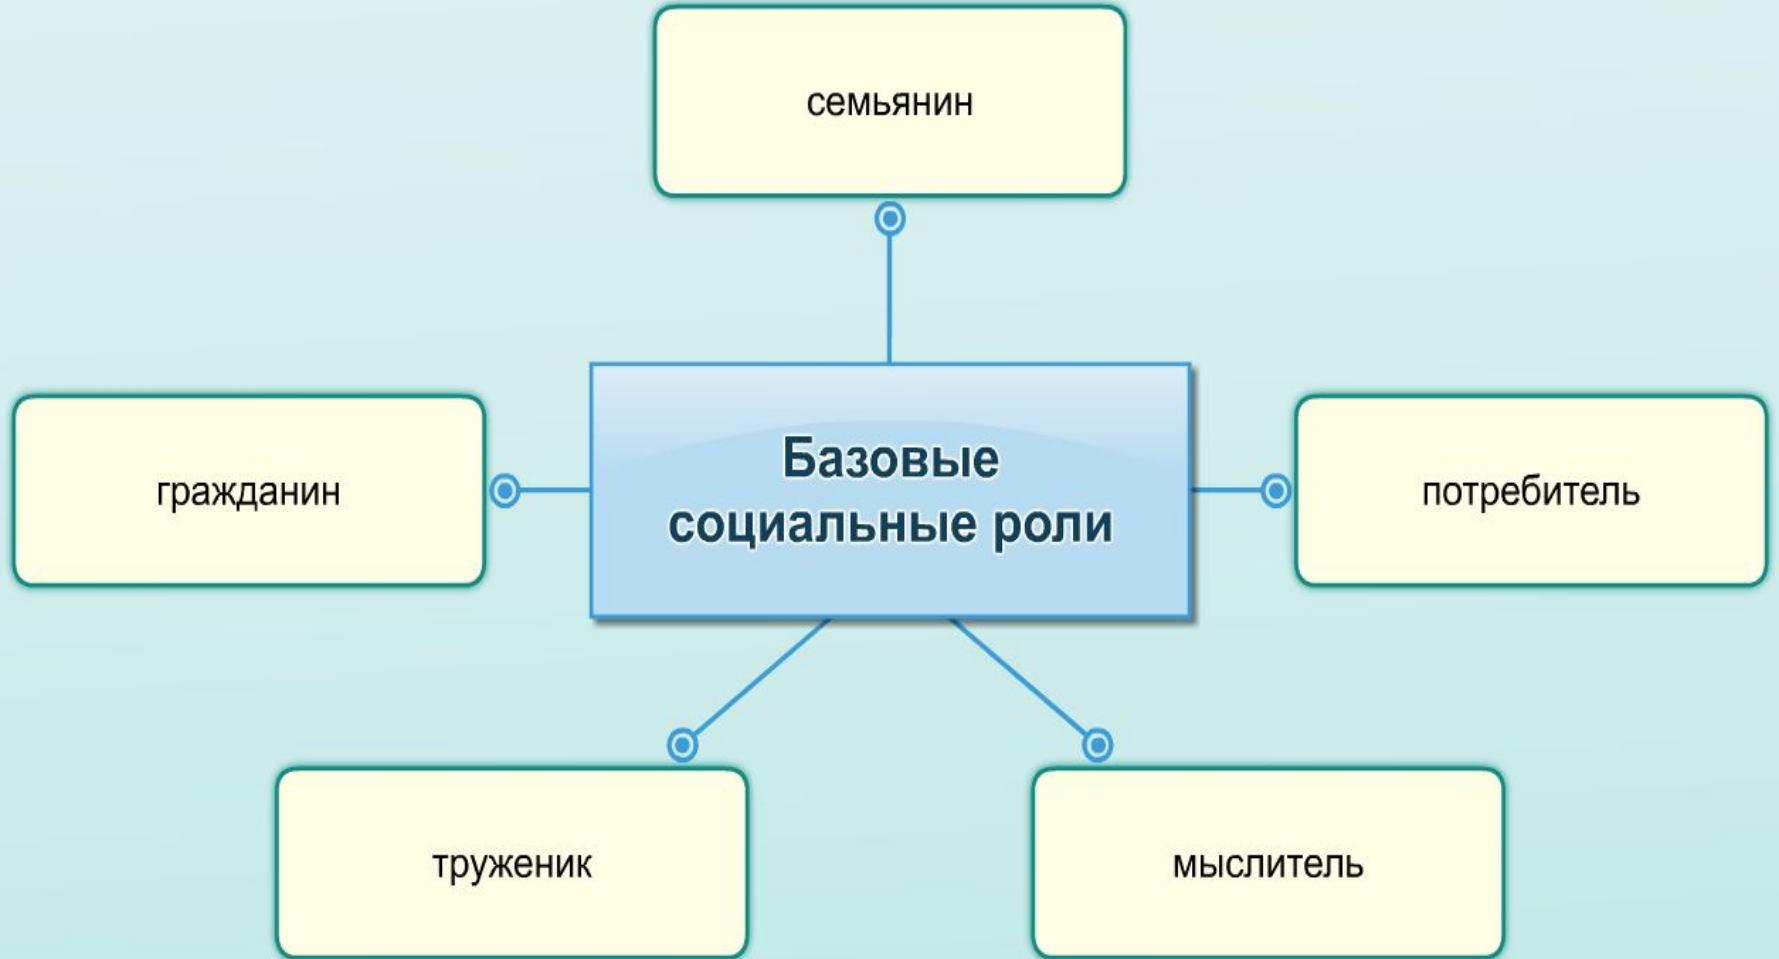 семьянин
гражданин
Базовые
социальные роли
потребитель
труженик
мыслитель